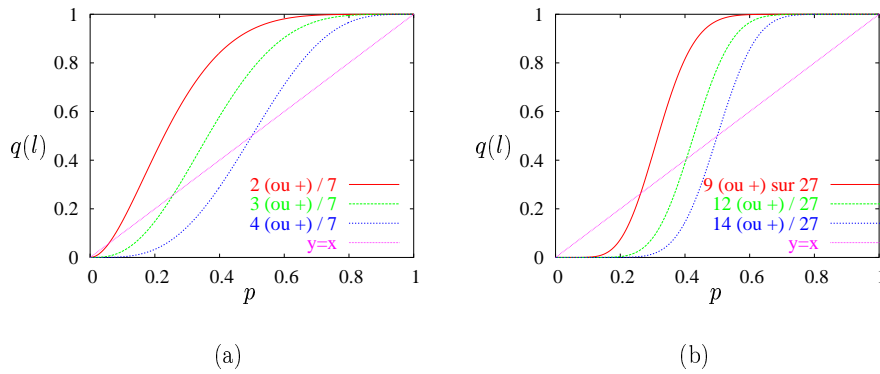 1
0.8
0.6
q(l)
0.4
0.2
0
2 (ou +) / 7
3 (ou +) / 7
4 (ou +) / 7
y=x
0 0.2 0.4 0.6 0.8 1
p
(a)
1
0.8
0.6
q(l)
0.4
0.2
0
9 (ou +) sur 27
12 (ou +) / 27
14 (ou +) / 27
y=x
0 0.2 0.4 0.6 0.8 1
p
(b)